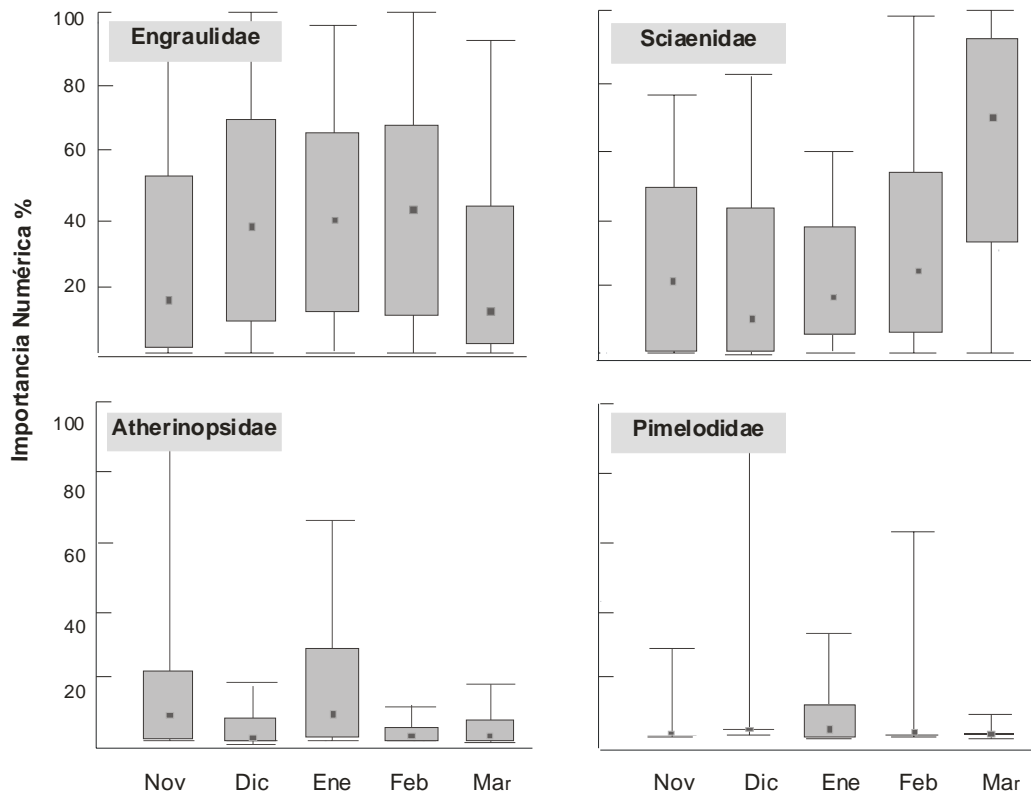 Importancia Numérica %
100
80
60
40
20
Engraulidae
Sciaenidae
100
80
60
40
20
Atherinopsidae
Pimelodidae
Nov Dic Ene Feb Mar
Nov Dic Ene Feb Mar